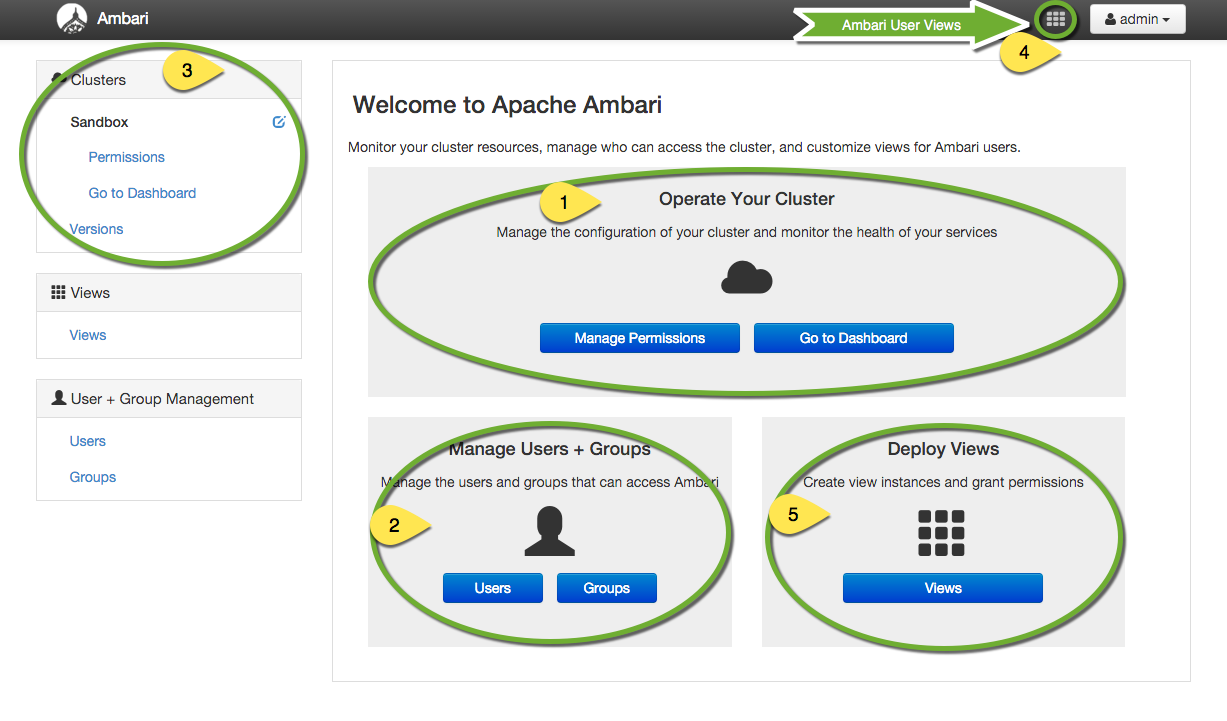 Ambari
Ambari User Views
admin
4
3
Clusters
Sandbox
Permissions
Go to Dashboard
Versions
Views
Views
User + Group Management
Users
Groups
Welcome to Apache Ambari
Monitor your cluster resources, manage who can access the cluster, and customize views for Ambari users.
1
Operate Your Cluster
Manage the configuration of your cluster and monitor the health of your services
Manage Permissions
Go to Dashboard
Manage Users + Groups
Manage the users and groups that can access Ambari
2
Users
Groups
Deploy Views
Create view instances and grant permissions
5
Views